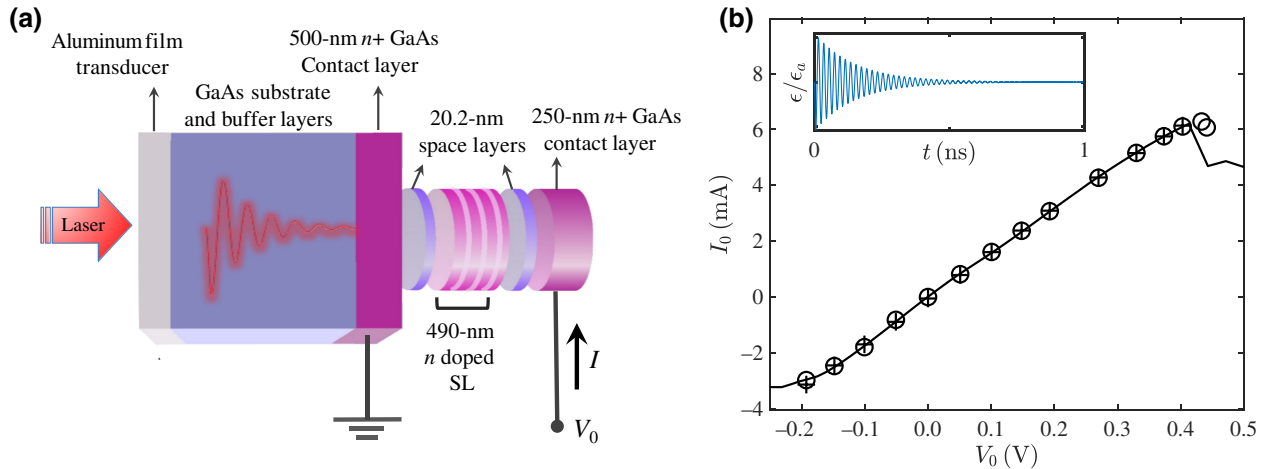 (a)
Aluminum film
transducer
GaAs substrate
and buffer layers
500-nm n+ GaAs
Contact layer
20.2-nm
space layers
250-nm n+ GaAs
contact layer
Laser
490-nm
n doped
SL
I
V₀
(b)
ϵ/ϵₐ
0
1
t (ns)
I₀ (mA)
8
6
4
2
0
−2
−4
−0.2 −0.1 0.0 0.1 0.2 0.3 0.4 0.5
V₀ (V)